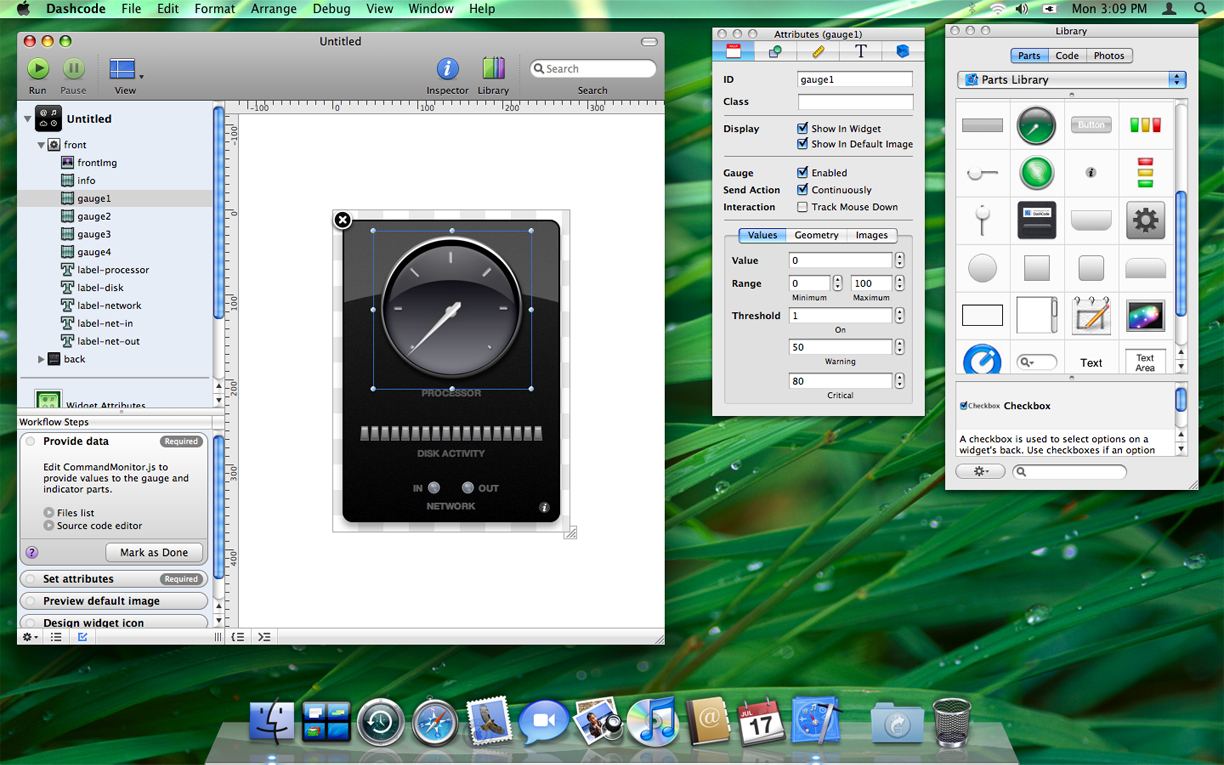 Dashcode File Edit Format Arrange Debug View Window Help Mon 3:09 PM
Untitled
Run Pause View Inspector Library Search
Search
Untitled
front
frontImg
info
gauge1
gauge2
gauge3
gauge4
label-processor
label-disk
label-network
label-net-in
label-net-out
back
Widget Attributes
Workflow Steps
Provide data Required
Edit CommandMonitor.js to
provide values to the gauge and
indicator parts.
Files list
Source code editor
? Mark as Done
Set attributes Required
Preview default image
Design widget icon
-100 0 100 200 300
-100
0
100
200
300
400
PROCESSOR
DISK ACTIVITY
IN OUT
NETWORK
i
Attributes (gauge1)
T
ID gauge1
Class
Display Show In Widget
Show In Default Image
Gauge Enabled
Send Action Continuously
Interaction Track Mouse Down
Values Geometry Images
Value 0
Range 0 100
Minimum Maximum
Threshold 1
On
50
Warning
80
Critical
Library
Parts Code Photos
Parts Library
Button
DashCode
Text
Text
Area
Checkbox Checkbox
A checkbox is used to select options on a
widget's back. Use checkboxes if an option
JUL
17